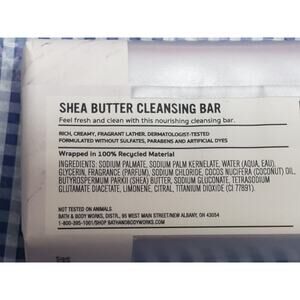 SHEA BUTTER CLEANSING BAR
Feel fresh and clean with this nourishing cleansing bar.
RICH, CREAMY, FRAGRANT LATHER. DERMATOLOGIST-TESTED
FORMULATED WITHOUT SULFATES, PARABENS AND ARTIFICIAL DYES
Wrapped in 100% Recycled Material
INGREDIENTS: SODIUM PALMATE, SODIUM PALM KERNELATE, WATER (AQUA, EAU),
GLYCERIN, FRAGRANCE (PARFUM), SODIUM CHLORIDE, COCOS NUCIFERA (COCONUT) OIL,
BUTYROSPERMUM PARKII (SHEA) BUTTER, SODIUM GLUCONATE, TETRASODIUM
GLUTAMATE DIACETATE, LIMONENE, CITRAL, TITANIUM DIOXIDE (CI 77891).
NOT TESTED ON ANIMALS
BATH & BODY WORKS, DISTR., 95 WEST MAIN STREET/NEW ALBANY, OH 43054
1-800-395-1001/SHOP BATHANDBODYWORKS.COM